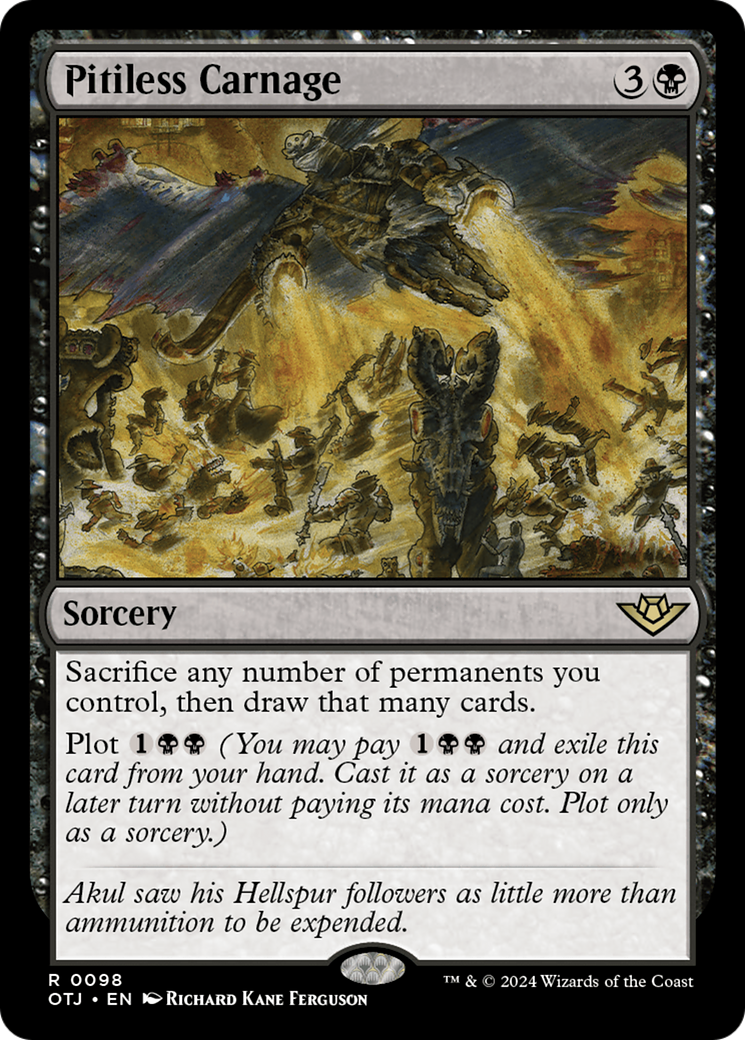 Pitiless Carnage 3
Sorcery
Sacrifice any number of permanents you
control, then draw that many cards.
Plot 1 (You may pay 1 and exile this
card from your hand. Cast it as a sorcery on a
later turn without paying its mana cost. Plot only
as a sorcery.)
Akul saw his Hellspur followers as little more than
ammunition to be expended.
R 0098
OTJ • EN Richard Kane Ferguson
™ & © 2024 Wizards of the Coast